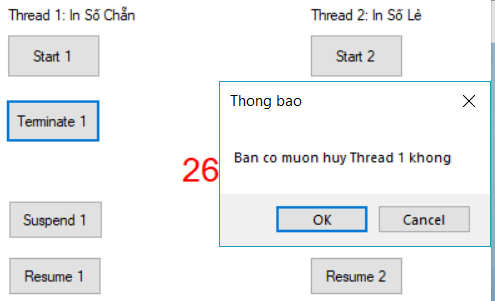 Thread 1: In Số Chẵn
Thread 2: In Số Lẻ
Start 1
Start 2
Thong bao
Terminate 1
Ban co muon huy Thread 1 khong
26
OK
Cancel
Suspend 1
Resume 1
Resume 2